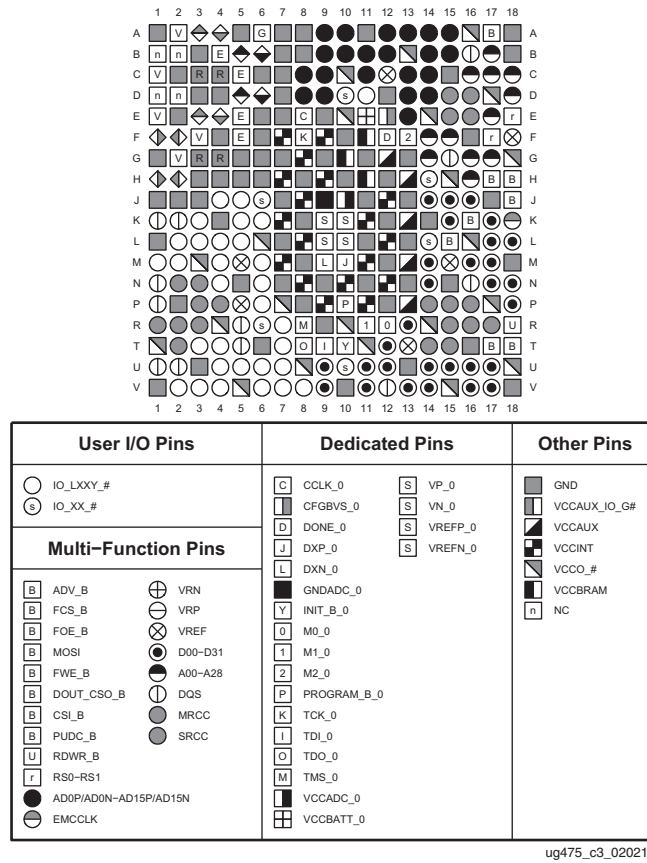 1 2 3 4 5 6 7 8 9 10 11 12 13 14 15 16 17 18
A V G B A
B n n E B
C V R R E C
D n n s D
E V E C r E
F V E K D 2 r F
G V R R G
H s B B H
J s B J
K S S B K
L S S s B L
M L J M
N N
P P P
R s M 1 0 U R
T O I Y B B T
U s U
V V
1 2 3 4 5 6 7 8 9 10 11 12 13 14 15 16 17 18
User I/O Pins
IO_LXXY_#
s IO_XX_#
Multi−Function Pins
B ADV_B
B FCS_B
B FOE_B
B MOSI
B FWE_B
B DOUT_CSO_B
B CSI_B
B PUDC_B
U RDWR_B
r RS0−RS1
AD0P/AD0N−AD15P/AD15N
EMCCLK
VRN
VRP
VREF
D00−D31
A00−A28
DQS
MRCC
SRCC
Dedicated Pins
C CCLK_0
CFGBVS_0
D DONE_0
J DXP_0
L DXN_0
GNDADC_0
Y INIT_B_0
0 M0_0
1 M1_0
2 M2_0
P PROGRAM_B_0
K TCK_0
I TDI_0
O TDO_0
M TMS_0
VCCADC_0
VCCBATT_0
S VP_0
S VN_0
S VREFP_0
S VREFN_0
Other Pins
GND
VCCAUX_IO_G#
VCCAUX
VCCINT
VCCO_#
VCCBRAM
n NC
ug475_c3_02021